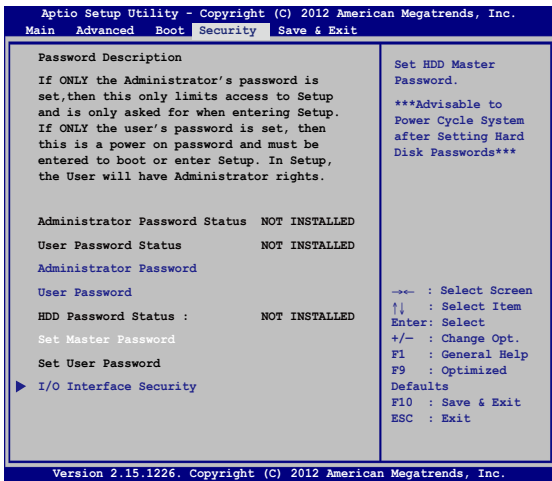 Aptio Setup Utility - Copyright (C) 2012 American Megatrends, Inc.
Main Advanced Boot Security Save & Exit
Password Description
If ONLY the Administrator's password is
set,then this only limits access to Setup
and is only asked for when entering Setup.
If ONLY the user's password is set, then
this is a power on password and must be
entered to boot or enter Setup. In Setup,
the User will have Administrator rights.
Administrator Password Status NOT INSTALLED
User Password Status NOT INSTALLED
Administrator Password
User Password
HDD Password Status : NOT INSTALLED
Set Master Password
Set User Password
I/O Interface Security
Set HDD Master
Password.
***Advisable to
Power Cycle System
after Setting Hard
Disk Passwords***
→← : Select Screen
↑↓ : Select Item
Enter: Select
+/— : Change Opt.
F1 : General Help
F9 : Optimized
Defaults
F10 : Save & Exit
ESC : Exit
Version 2.15.1226. Copyright (C) 2012 American Megatrends, Inc.